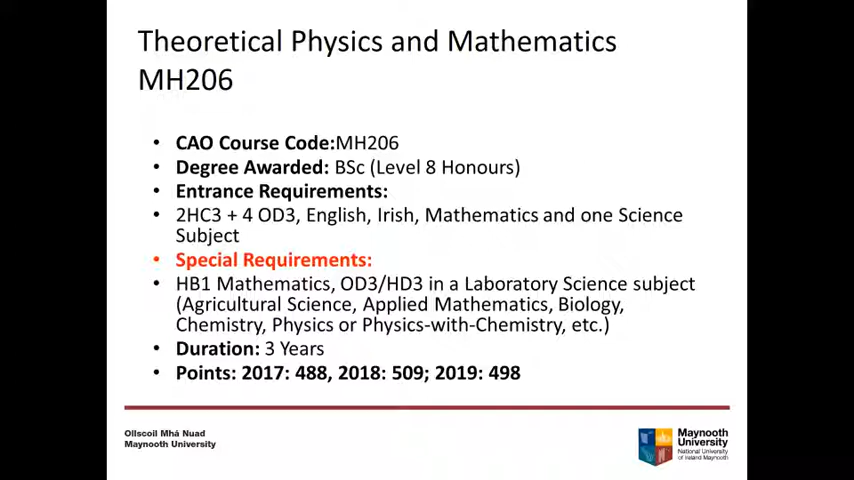 Theoretical Physics and Mathematics
MH206
• CAO Course Code:MH206
• Degree Awarded: BSc (Level 8 Honours)
• Entrance Requirements:
• 2HC3 + 4 OD3, English, Irish, Mathematics and one Science
Subject
• Special Requirements:
• HB1 Mathematics, OD3/HD3 in a Laboratory Science subject
(Agricultural Science, Applied Mathematics, Biology,
Chemistry, Physics or Physics-with-Chemistry, etc.)
• Duration: 3 Years
• Points: 2017: 488, 2018: 509; 2019: 498
Ollscoil Mhá Nuad
Maynooth University
Maynooth
University
National University
of Ireland Maynooth